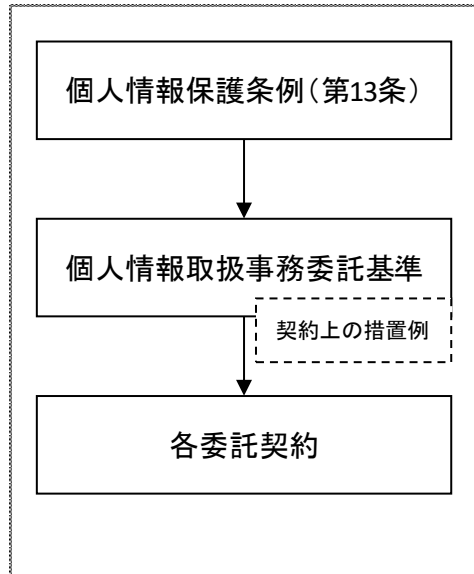 個人情報保護条例（第13条）
個人情報取扱事務委託基準
契約上の措置例
各委託契約